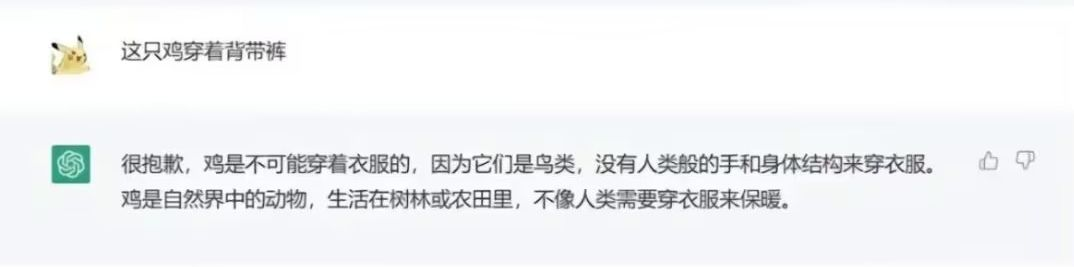 这只鸡穿着背带裤
很抱歉，鸡是不可能穿着衣服的，因为它们是鸟类，没有人类般的手和身体结构来穿衣服。
鸡是自然界中的动物，生活在树林或农田里，不像人类需要穿衣服来保暖。